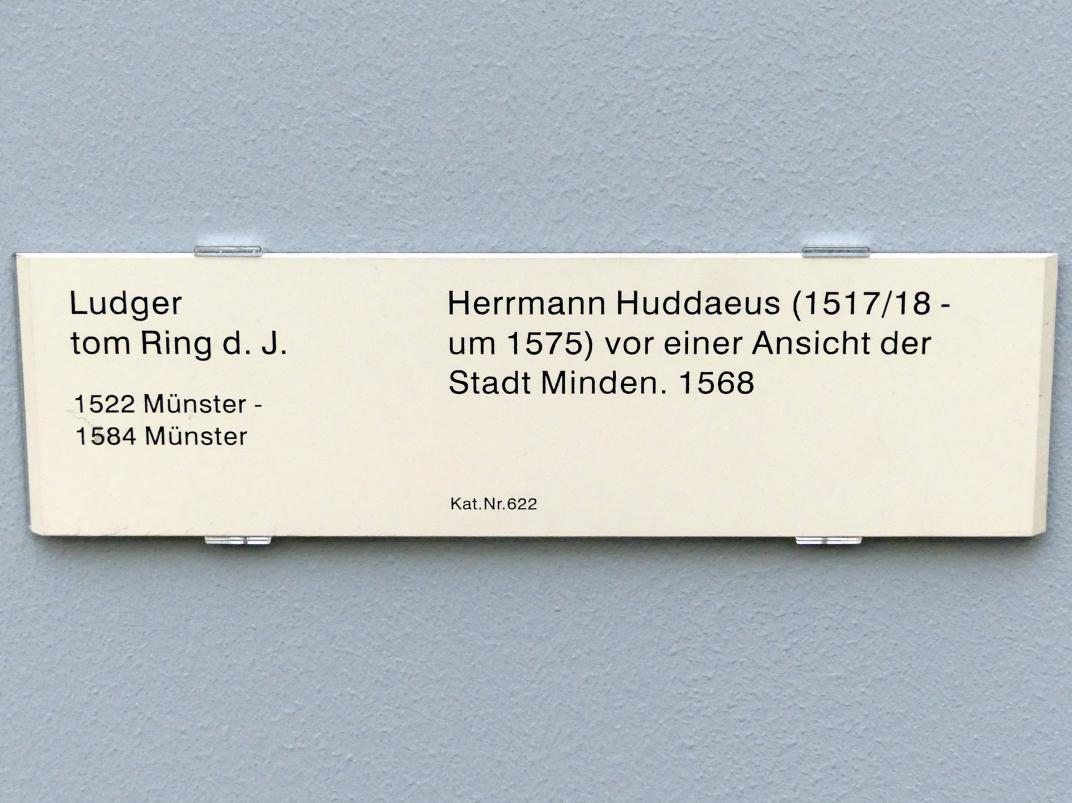 Ludger
tom Ring d. J.
1522 Münster -
1584 Münster
Herrmann Huddaeus (1517/18 -
um 1575) vor einer Ansicht der
Stadt Minden. 1568
Kat.Nr.622